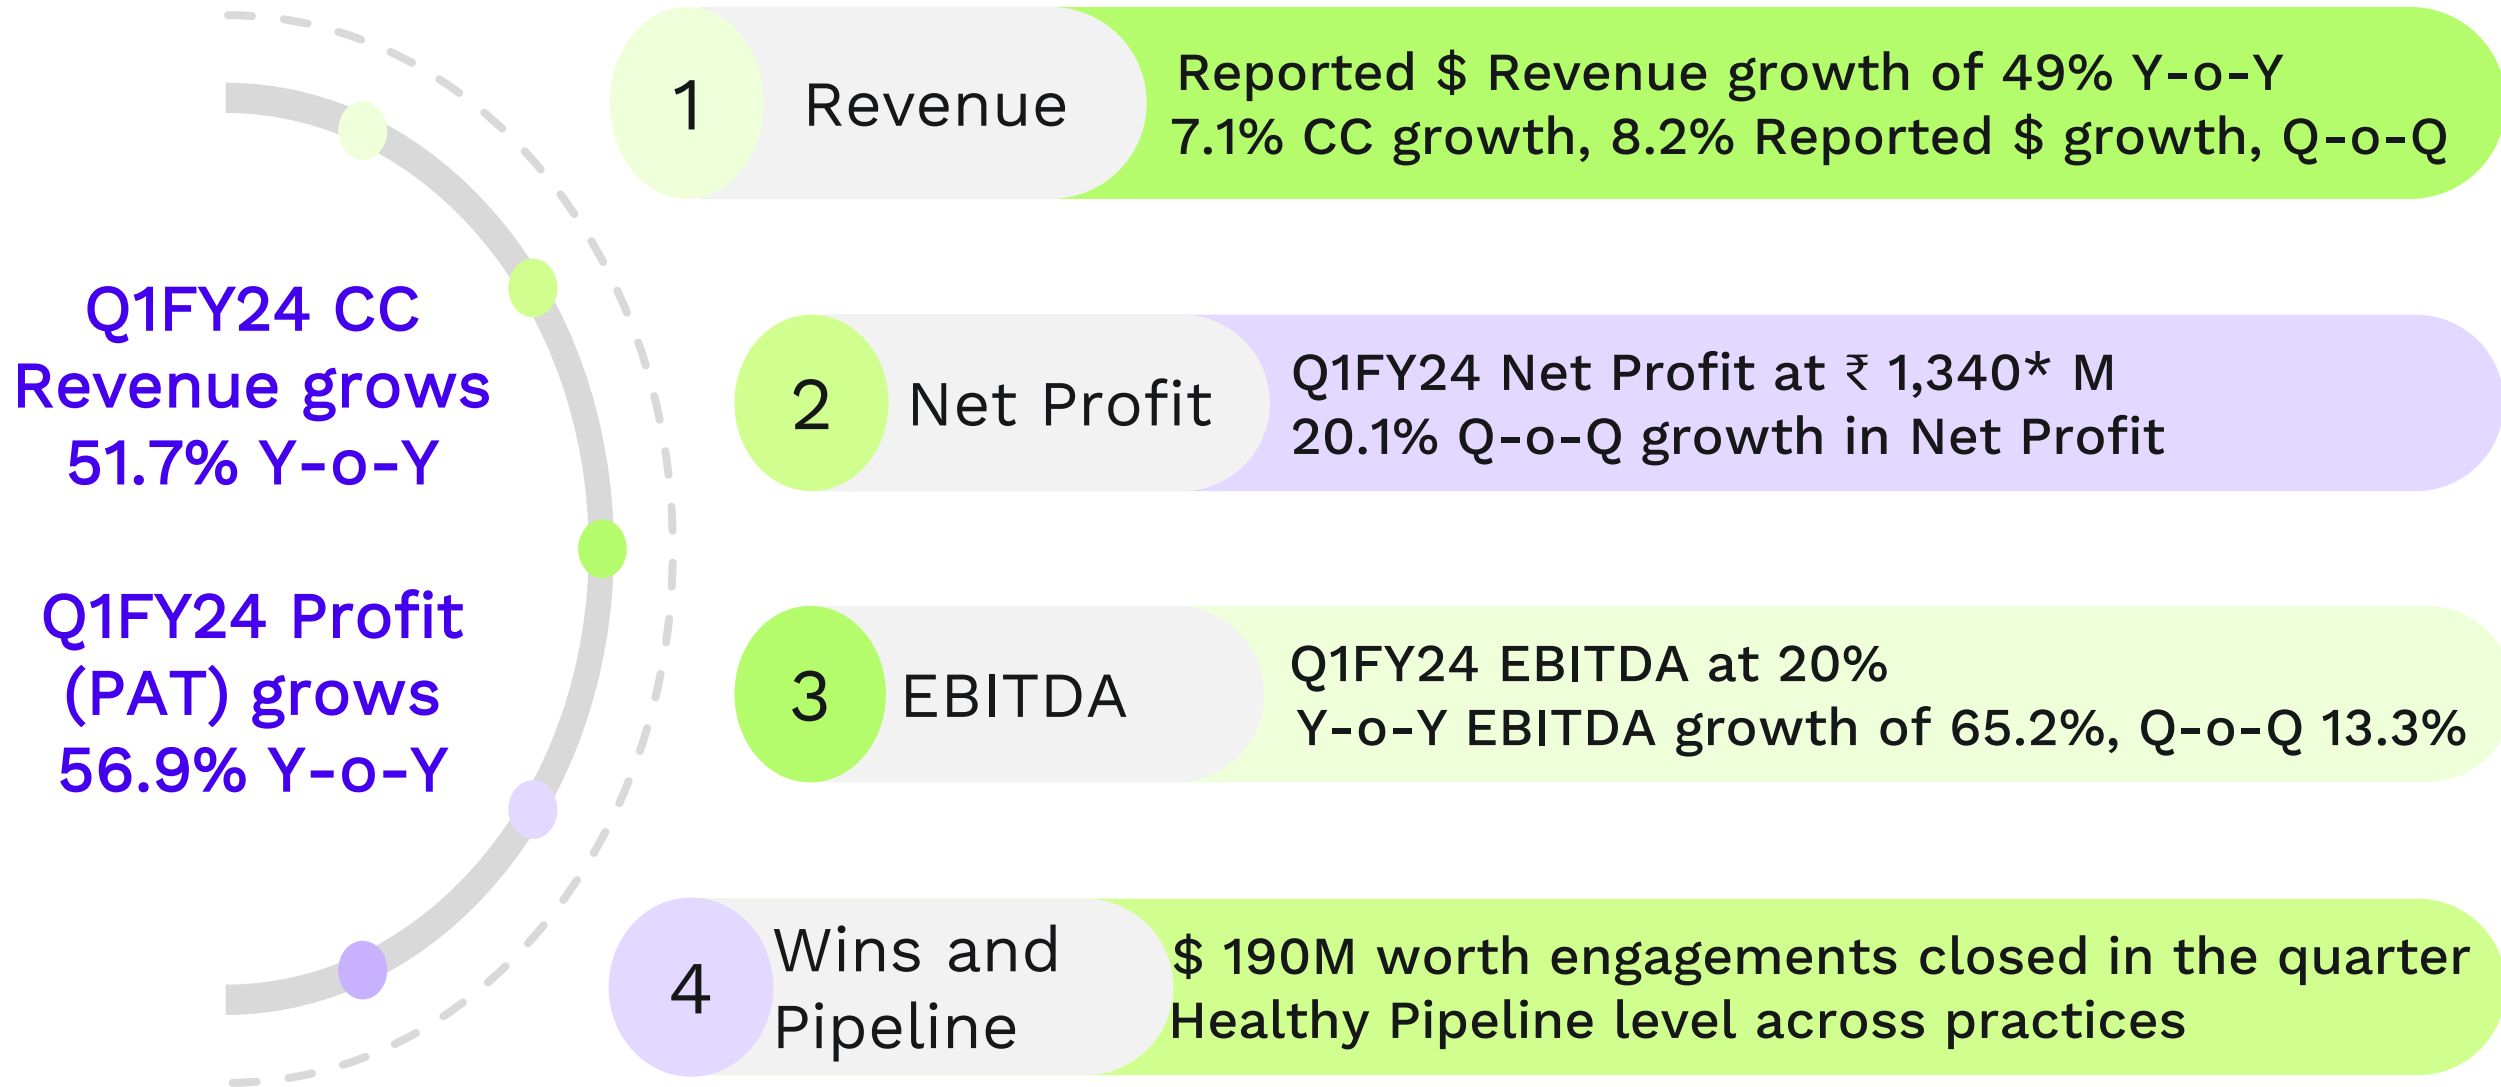 Q1FY24 CC
Revenue grows
51.7% Y-o-Y
Q1FY24 Profit
(PAT) grows
56.9% Y-o-Y
1
Revenue
Reported $ Revenue growth of 49% Y-o-Y
7.1% CC growth, 8.2% Reported $ growth, Q-o-Q
2
Net Profit
Q1FY24 Net Profit at ₹ 1,340* M
20.1% Q-o-Q growth in Net Profit
3
EBITDA
Q1FY24 EBITDA at 20%
Y-o-Y EBITDA growth of 65.2%, Q-o-Q 13.3%
4
Wins and
Pipeline
$ 190M worth engagements closed in the quarter
Healthy Pipeline level across practices